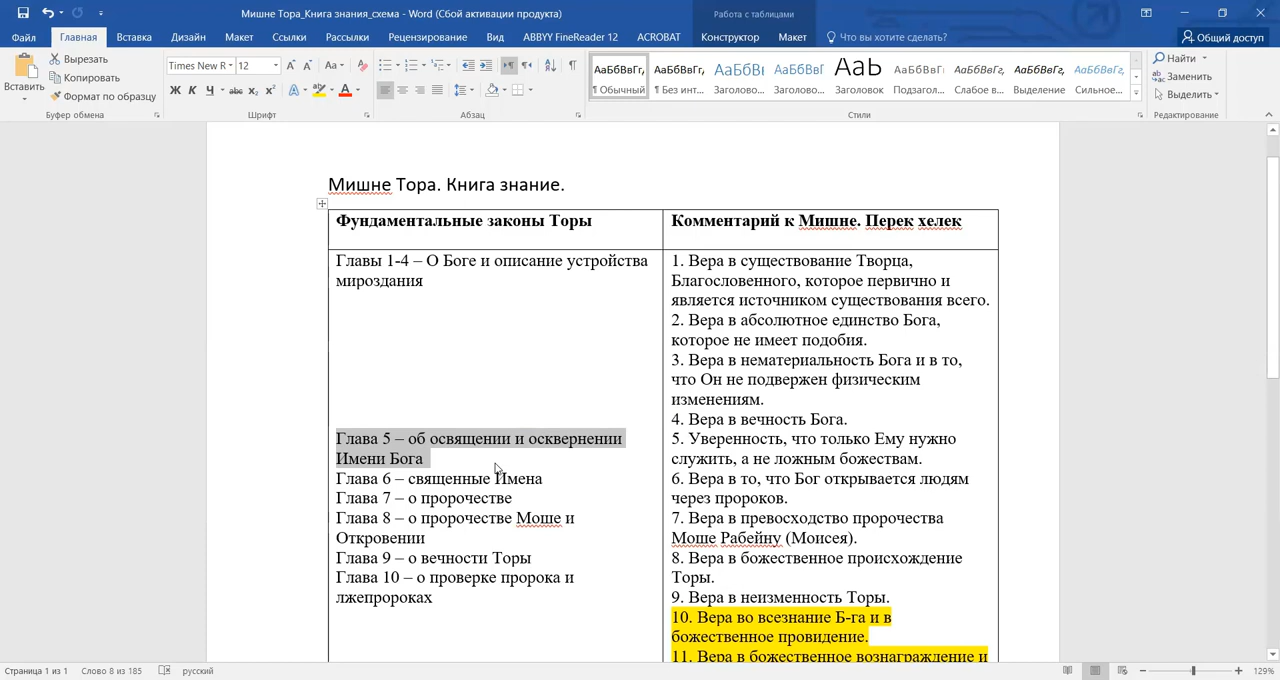 Мишне Тора_Книга знания_схема - Word (Сбой активации продукта)
Работа с таблицами
Файл Главная Вставка Дизайн Макет Ссылки Рассылки Рецензирование Вид ABBYY FineReader 12 ACROBAT Конструктор Макет Что вы хотите сделать? Общий доступ
Вставить
Вырезать
Копировать
Формат по образцу
Буфер обмена
Times New R 12
Ж К Ч abc x₂ x²
Шрифт
Абзац
АаБбВвГг, АаБбВвГг, АаБбВі АаБбВвГ АаЬ АаБбВвГ АаБбВвГг, АаБбВвГг, АаБбВвГг,
¶ Обычный ¶ Без инт... Заголово... Заголово... Заголовок Подзагол... Слабое в... Выделение Сильное...
Стили
Найти
Заменить
Выделить
Редактирование
Мишне Тора. Книга знание.
Фундаментальные законы Торы
Главы 1-4 – О Боге и описание устройства
мироздания
Глава 5 – об освящении и осквернении
Имени Бога
Глава 6 – священные Имена
Глава 7 – о пророчестве
Глава 8 – о пророчестве Моше и
Откровении
Глава 9 – о вечности Торы
Глава 10 – о проверке пророка и
лжепророках
Комментарий к Мишне. Перек хелек
1. Вера в существование Творца,
Благословенного, которое первично и
является источником существования всего.
2. Вера в абсолютное единство Бога,
которое не имеет подобия.
3. Вера в нематериальность Бога и в то,
что Он не подвержен физическим
изменениям.
4. Вера в вечность Бога.
5. Уверенность, что только Ему нужно
служить, а не ложным божествам.
6. Вера в то, что Бог открывается людям
через пророков.
7. Вера в превосходство пророчества
Моше Рабейну (Моисея).
8. Вера в божественное происхождение
Торы.
9. Вера в неизменность Торы.
10. Вера во всезнание Б-га и в
божественное провидение.
11. Вера в божественное вознаграждение и
Страница 1 из 1 Слово 8 из 185 русский 129%